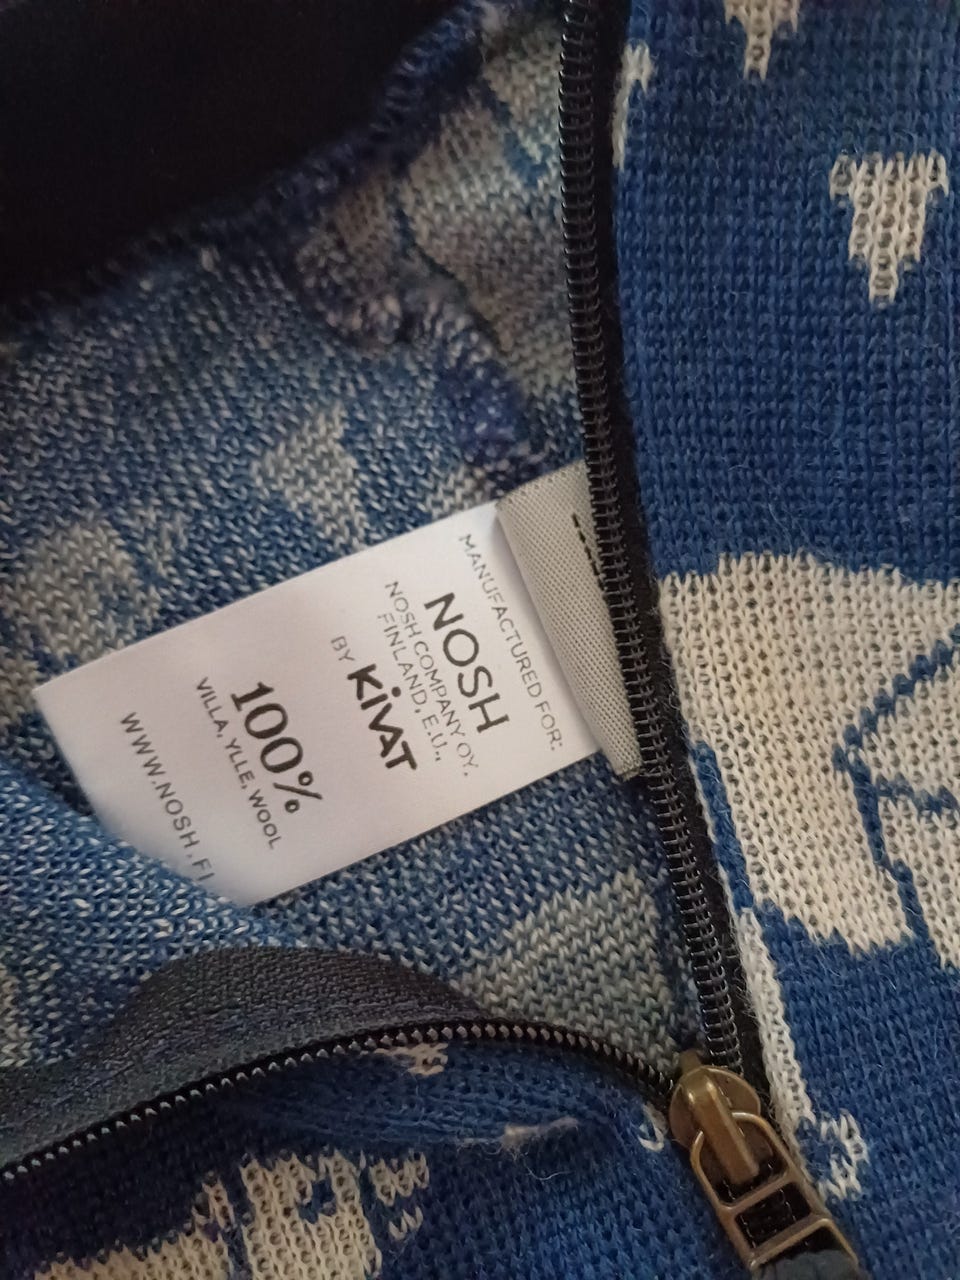 MANUFACTURED FOR:
NOSH
NOSH COMPANY OY,
FINLAND, E.U.,
BY KIVAT
100%
VILLA, YLLE, WOOL
WWW.NOSH.FI